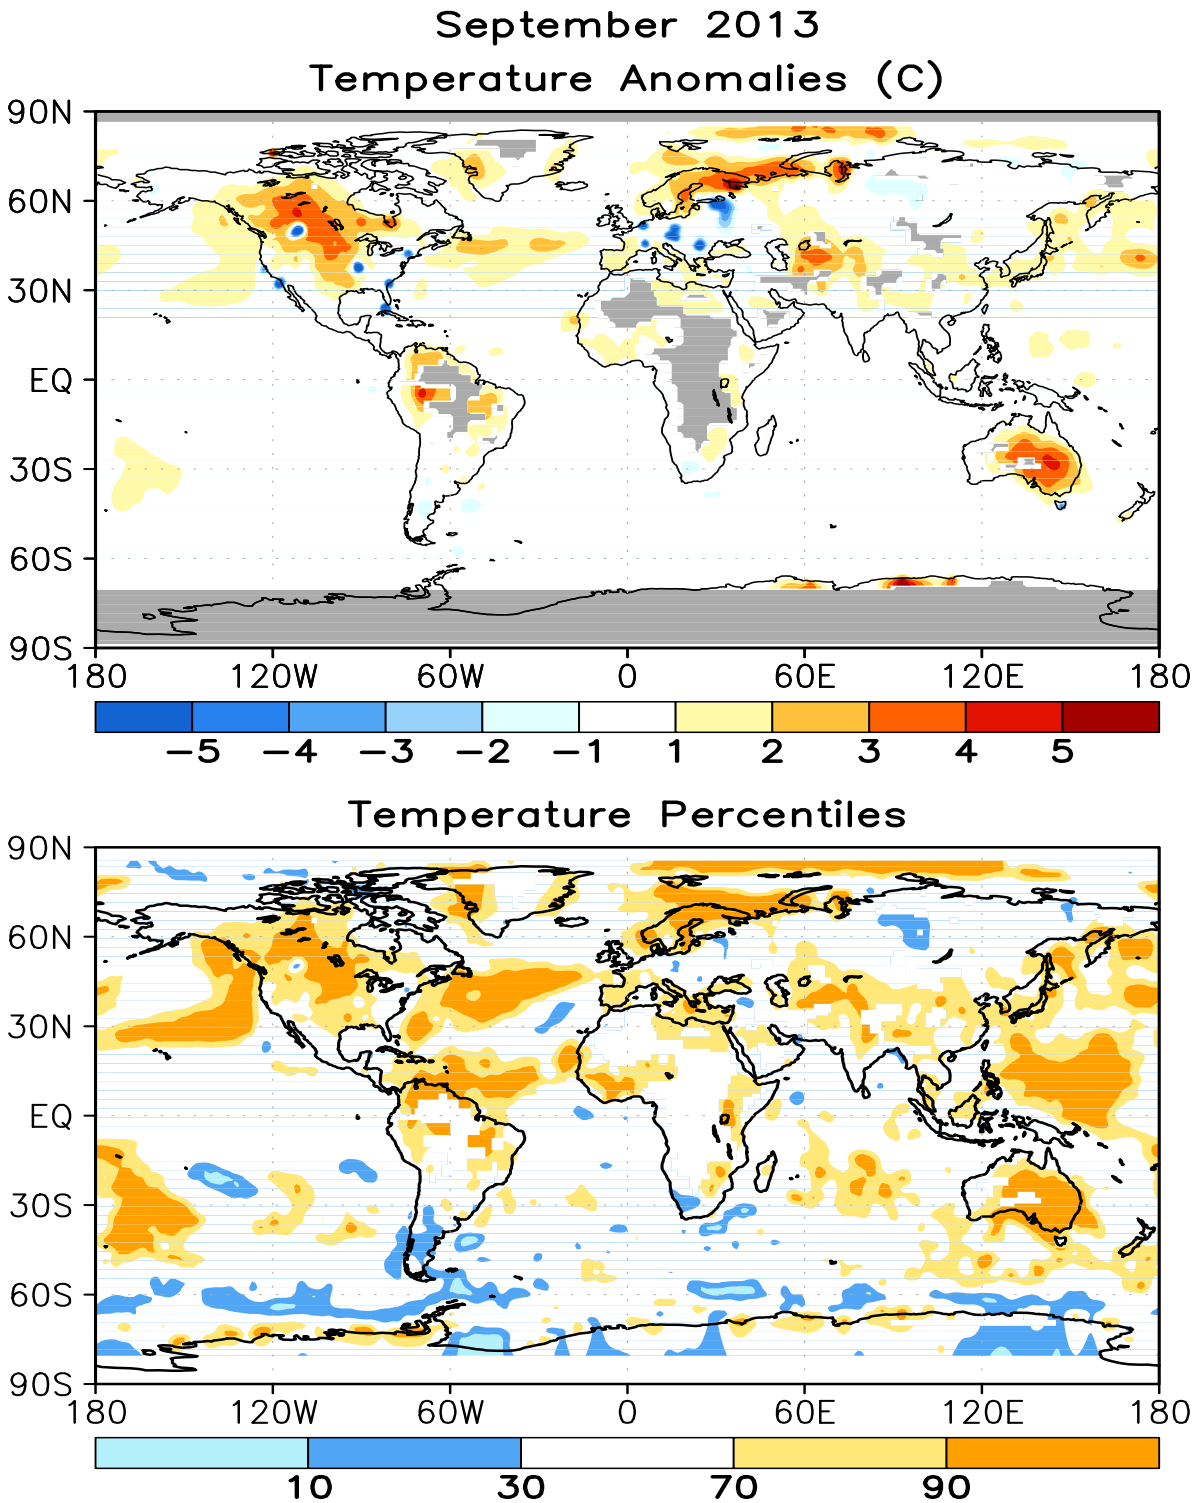 September 2013
Temperature Anomalies (C)
90N
60N
30N
EQ
30S
60S
90S
180 120W 60W 0 60E 120E 180
-5 -4 -3 -2 -1 1 2 3 4 5
Temperature Percentiles
90N
60N
30N
EQ
30S
60S
90S
180 120W 60W 0 60E 120E 180
10 30 70 90